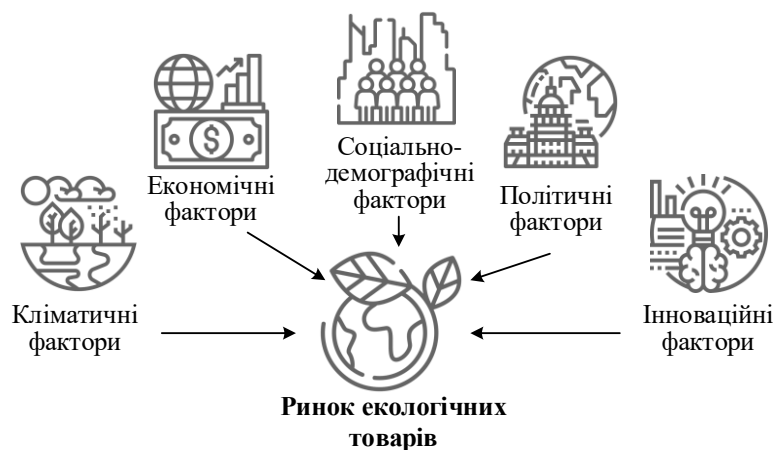 Соціально-
демографічні
фактори
Економічні
фактори
Політичні
фактори
Кліматичні
фактори
Інноваційні
фактори
Ринок екологічних
товарів
$